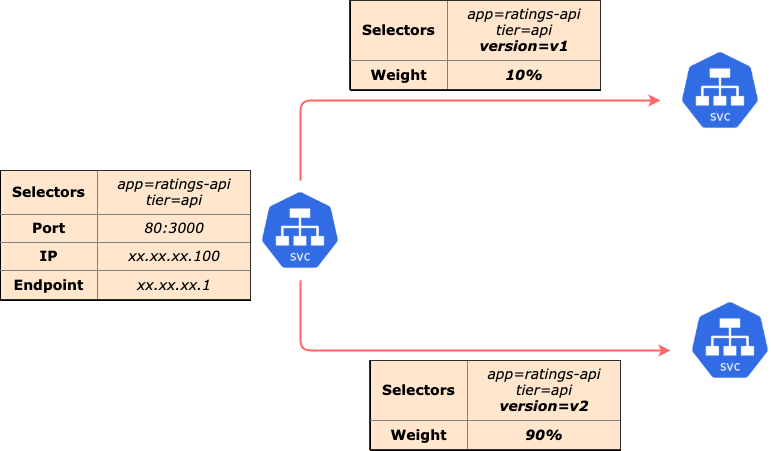 Selectors
app=ratings-api
tier=api
version=v1
Weight
10%
svc
Selectors
app=ratings-api
tier=api
Port
80:3000
IP
xx.xx.xx.100
Endpoint
xx.xx.xx.1
svc
svc
Selectors
app=ratings-api
tier=api
version=v2
Weight
90%